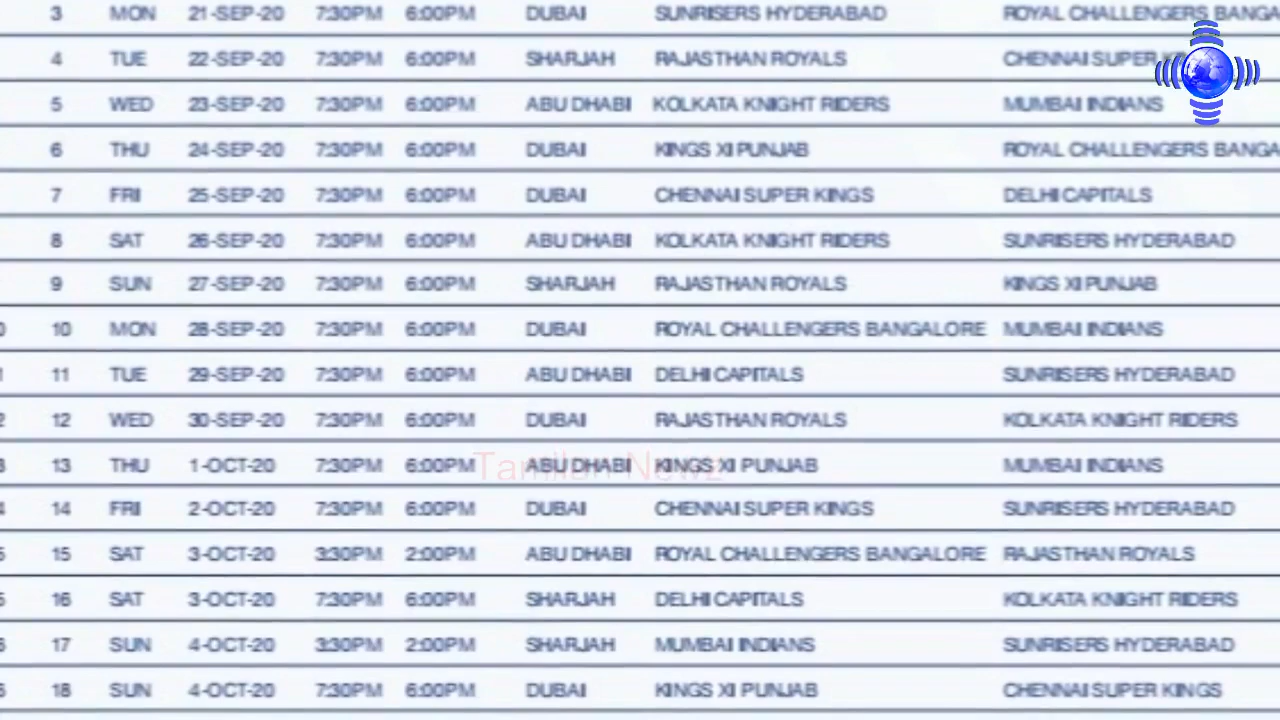 3 MON 21-SEP-20 7:30PM 6:00PM DUBAI SUNRISERS HYDERABAD ROYAL CHALLENGERS BANGA
4 TUE 22-SEP-20 7:30PM 6:00PM SHARJAH RAJASTHAN ROYALS CHENNAI SUPER
5 WED 23-SEP-20 7:30PM 6:00PM ABU DHABI KOLKATA KNIGHT RIDERS MUMBAI INDIANS
6 THU 24-SEP-20 7:30PM 6:00PM DUBAI KINGS XI PUNJAB ROYAL CHALLENGERS BANGA
7 FRI 25-SEP-20 7:30PM 6:00PM DUBAI CHENNAI SUPER KINGS DELHI CAPITALS
8 SAT 26-SEP-20 7:30PM 6:00PM ABU DHABI KOLKATA KNIGHT RIDERS SUNRISERS HYDERABAD
9 SUN 27-SEP-20 7:30PM 6:00PM SHARJAH RAJASTHAN ROYALS KINGS XI PUNJAB
10 MON 28-SEP-20 7:30PM 6:00PM DUBAI ROYAL CHALLENGERS BANGALORE MUMBAI INDIANS
11 TUE 29-SEP-20 7:30PM 6:00PM ABU DHABI DELHI CAPITALS SUNRISERS HYDERABAD
12 WED 30-SEP-20 7:30PM 6:00PM DUBAI RAJASTHAN ROYALS KOLKATA KNIGHT RIDERS
13 THU 1-OCT-20 7:30PM 6:00PM ABU DHABI KINGS XI PUNJAB MUMBAI INDIANS
Tamilan Newz
14 FRI 2-OCT-20 7:30PM 6:00PM DUBAI CHENNAI SUPER KINGS SUNRISERS HYDERABAD
15 SAT 3-OCT-20 3:30PM 2:00PM ABU DHABI ROYAL CHALLENGERS BANGALORE RAJASTHAN ROYALS
16 SAT 3-OCT-20 7:30PM 6:00PM SHARJAH DELHI CAPITALS KOLKATA KNIGHT RIDERS
17 SUN 4-OCT-20 3:30PM 2:00PM SHARJAH MUMBAI INDIANS SUNRISERS HYDERABAD
18 SUN 4-OCT-20 7:30PM 6:00PM DUBAI KINGS XI PUNJAB CHENNAI SUPER KINGS